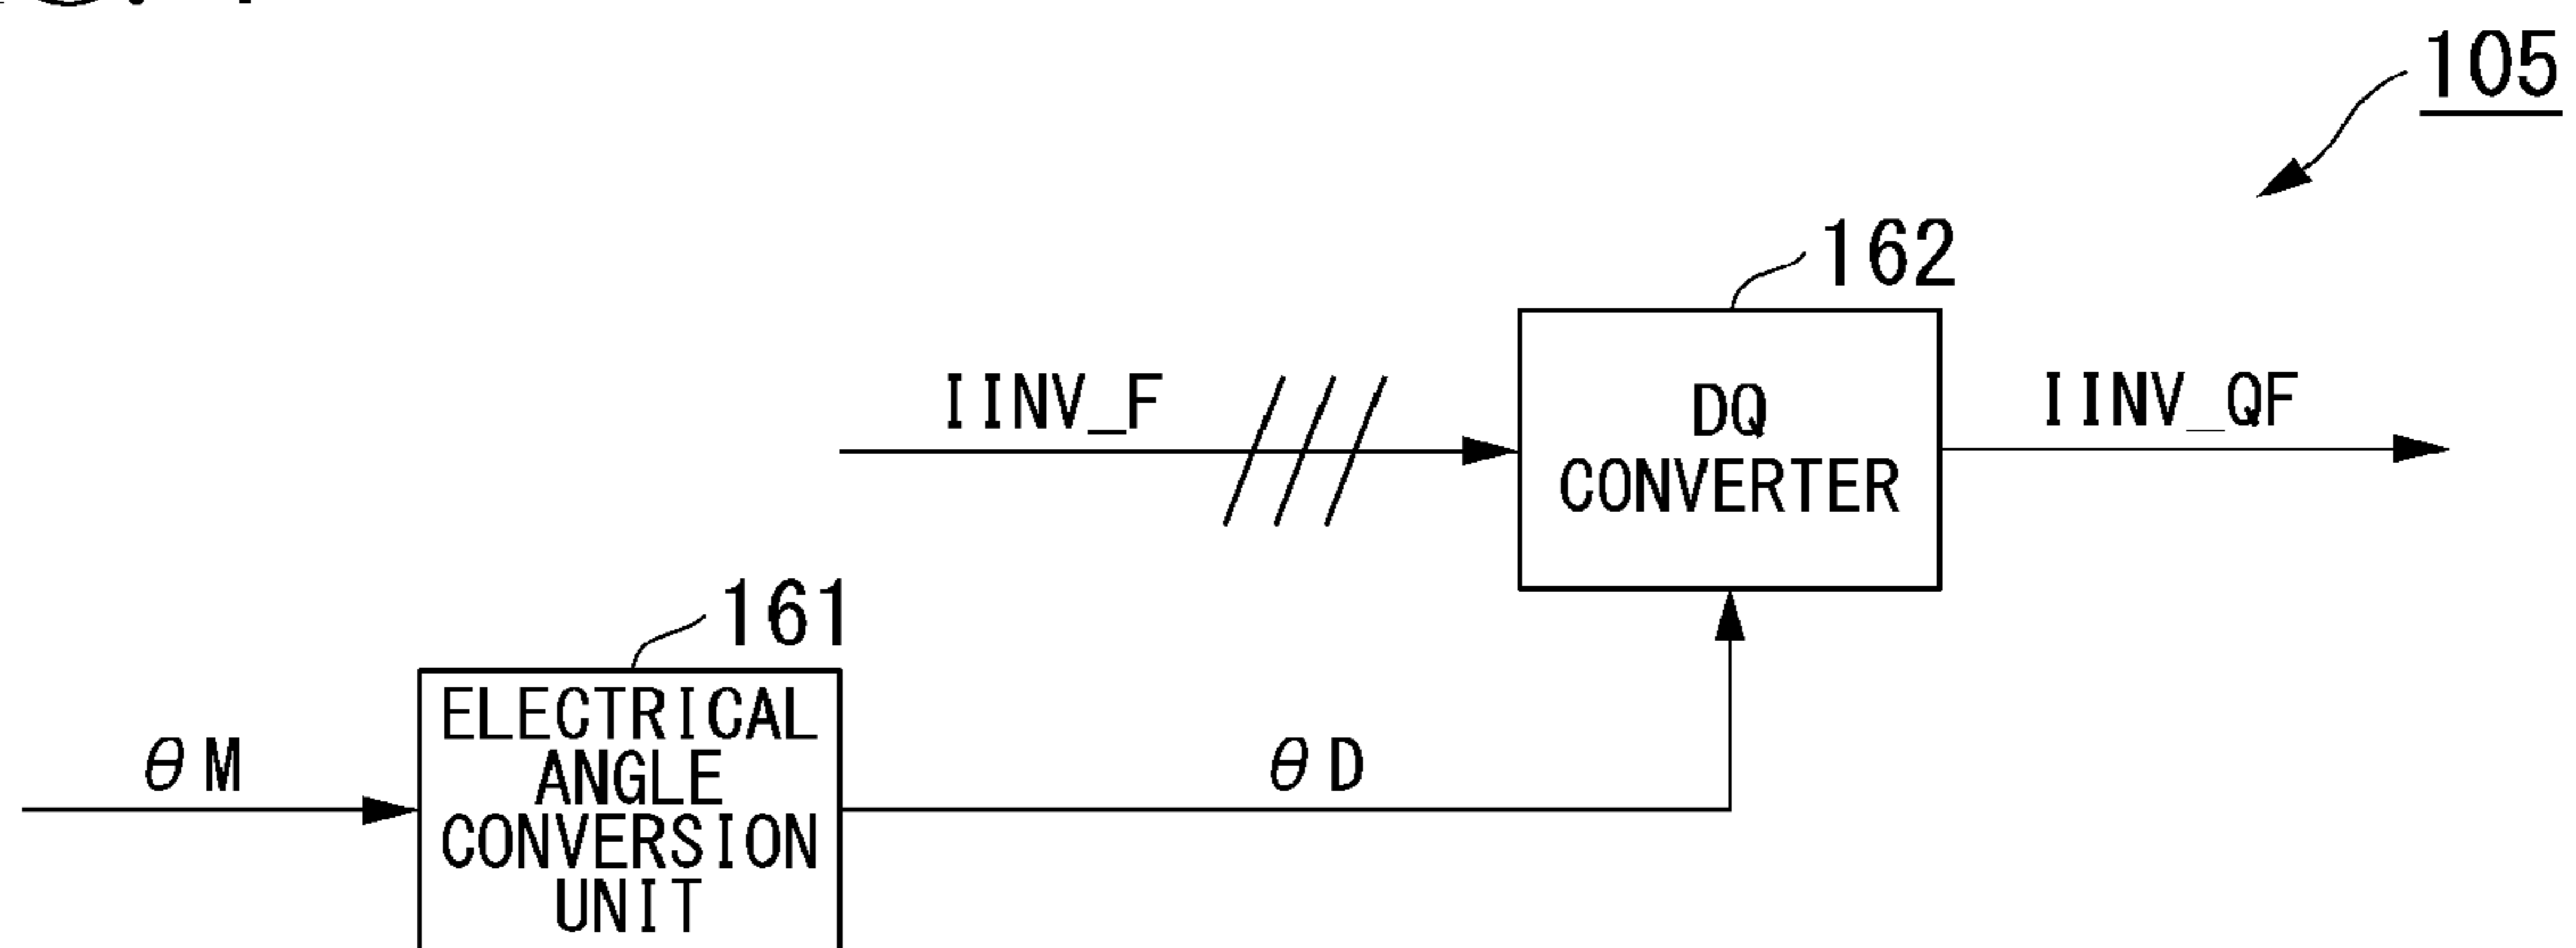 105
162
IINV_F
DQ
CONVERTER
IINV_QF
161
θM
ELECTRICAL
ANGLE
CONVERSION
UNIT
θD